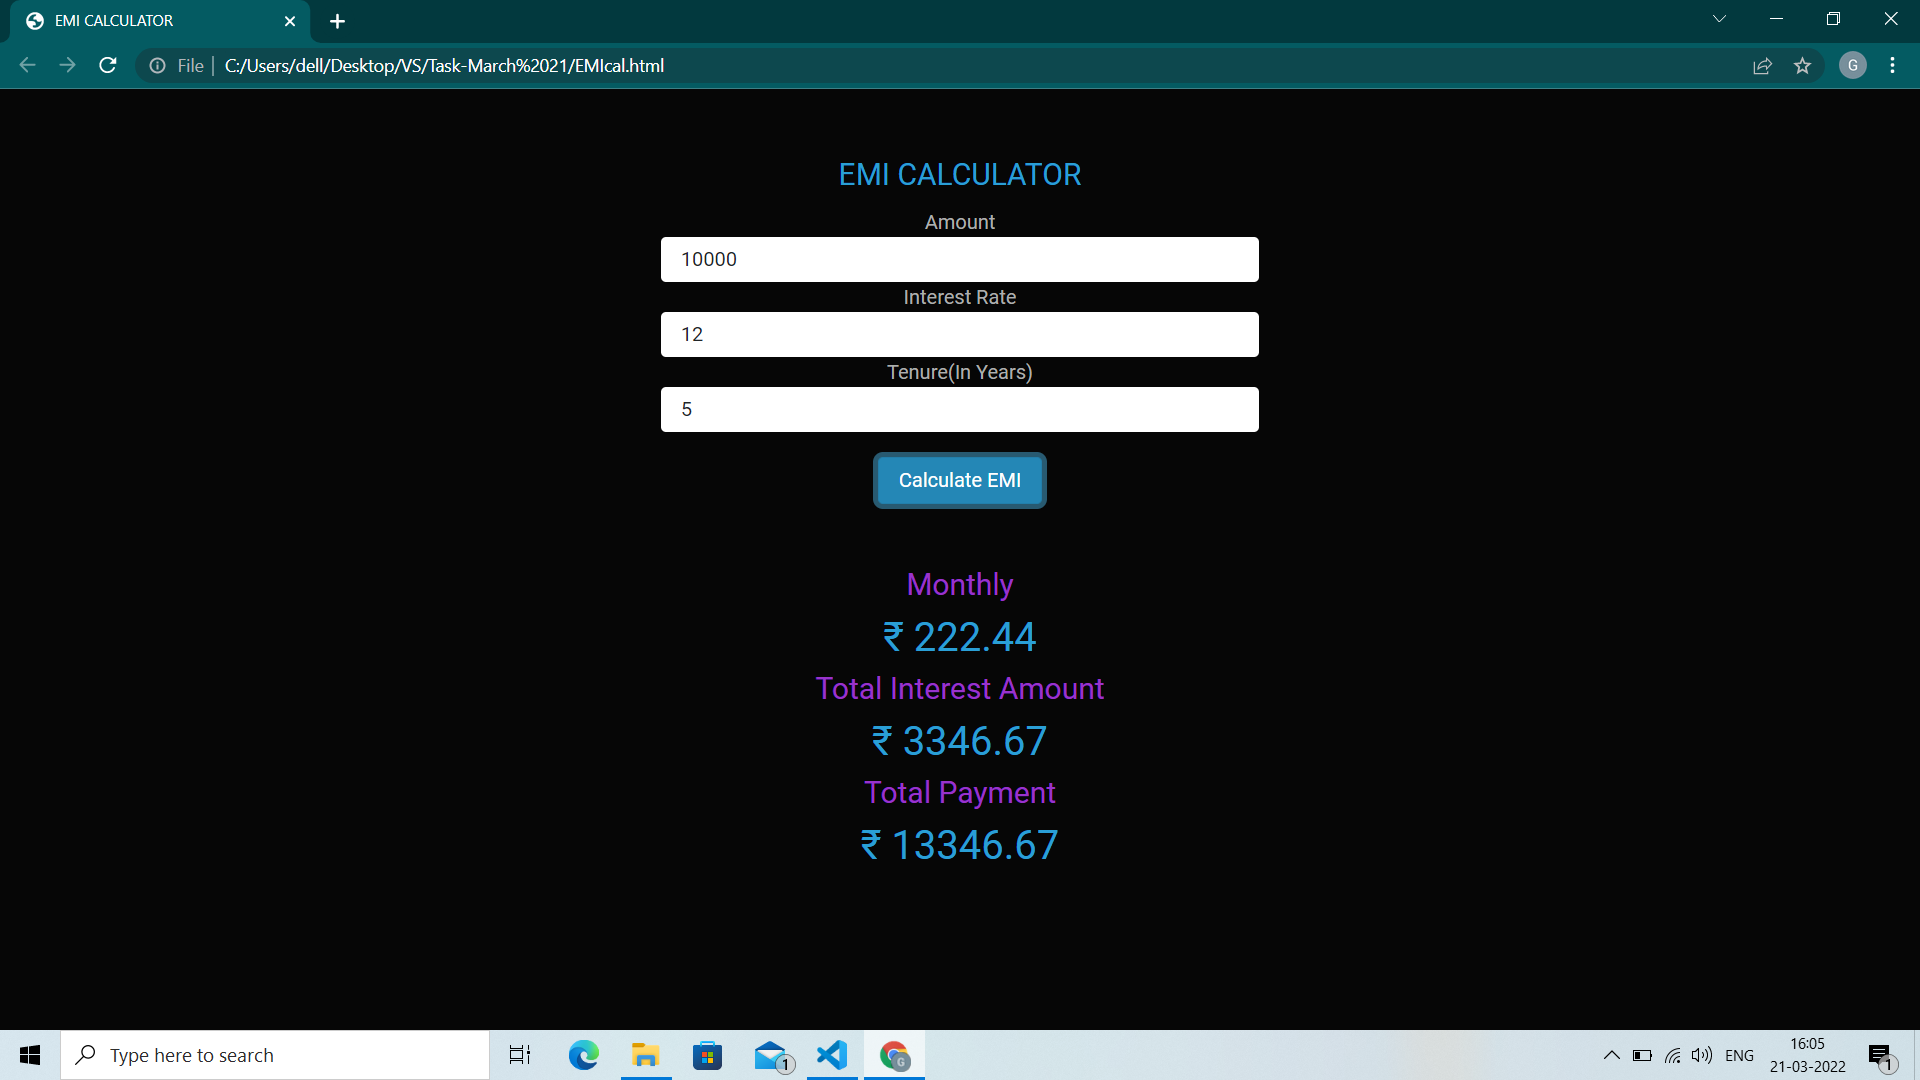 EMI CALCULATOR
File
C:/Users/dell/Desktop/VS/Task-March%2021/EMIcal.html
G
EMI CALCULATOR
Amount
10000
Interest Rate
12
Tenure(In Years)
5
Calculate EMI
Monthly
₹ 222.44
Total Interest Amount
₹ 3346.67
Total Payment
₹ 13346.67
Type here to search
1
G
ENG
16:05
21-03-2022
1